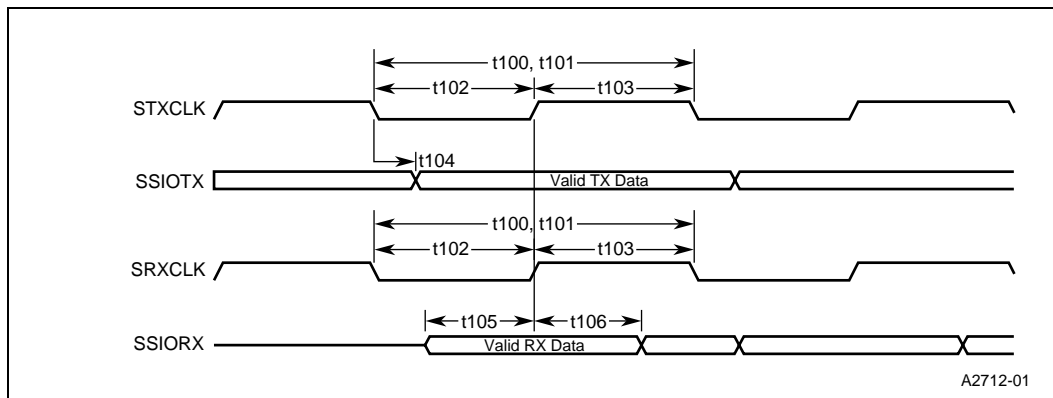 t100, t101
t102 t103
STXCLK
t104
SSIOTX Valid TX Data
t100, t101
t102 t103
SRXCLK
t105 t106
SSIORX Valid RX Data
A2712-01